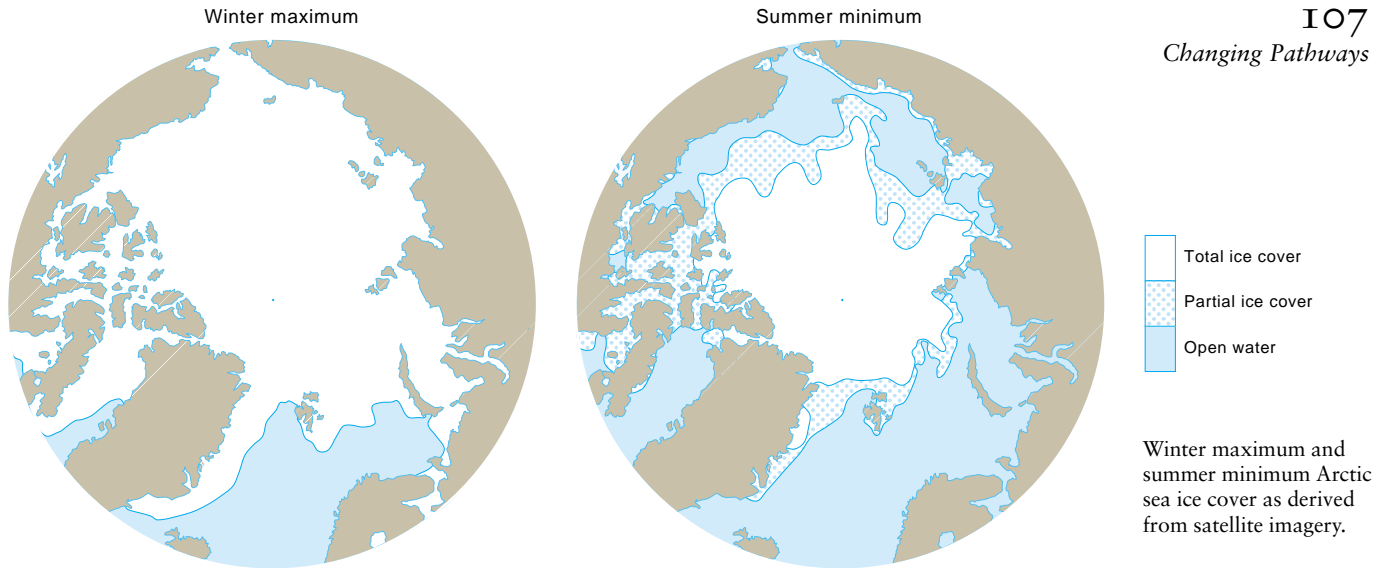 Winter maximum
Summer minimum
107
Changing Pathways
Total ice cover
Partial ice cover
Open water
Winter maximum and
summer minimum Arctic
sea ice cover as derived
from satellite imagery.